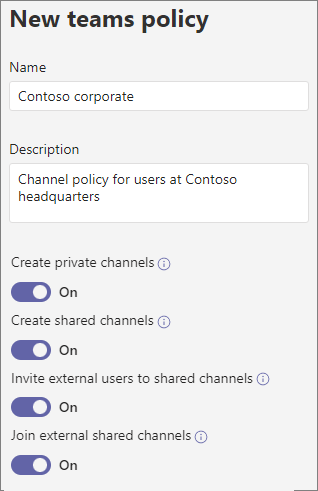 New teams policy
Name
Contoso corporate
Description
Channel policy for users at Contoso
headquarters
Create private channels
On
Create shared channels
On
Invite external users to shared channels
On
Join external shared channels
On